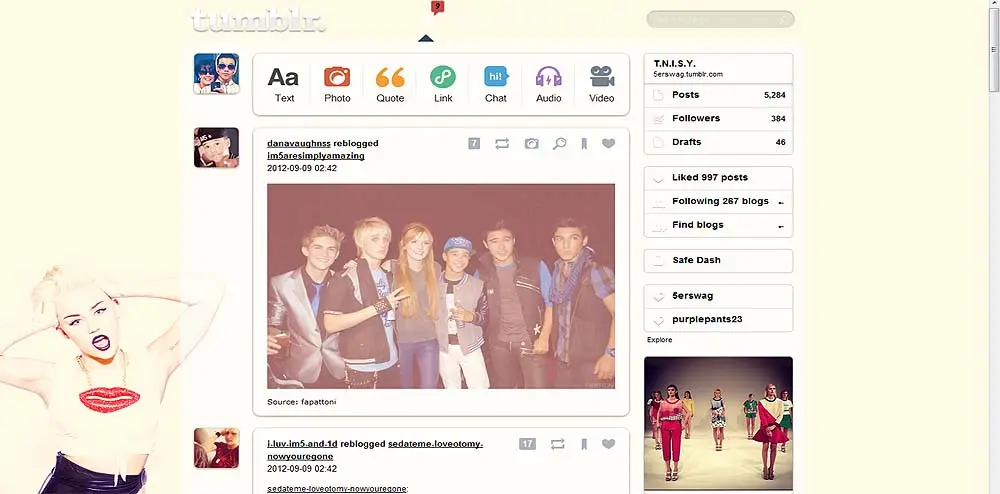 tumblr.
9
Aa
hi!
Text Photo Quote Link Chat Audio Video
danavaughnss reblogged
im5aresimplyamazing
2012-09-09 02:42
7
Source: fapattoni
i-luv-im5-and-1d reblogged sedateme-loveotomy-
nowyouregone
2012-09-09 02:42
17
sedateme-loveotomy-nowyouregone:
T.N.I.S.Y.
5erswag.tumblr.com
Posts 5,284
Followers 384
Drafts 46
Liked 997 posts
Following 267 blogs
Find blogs
Safe Dash
5erswag
purplepants23
Explore